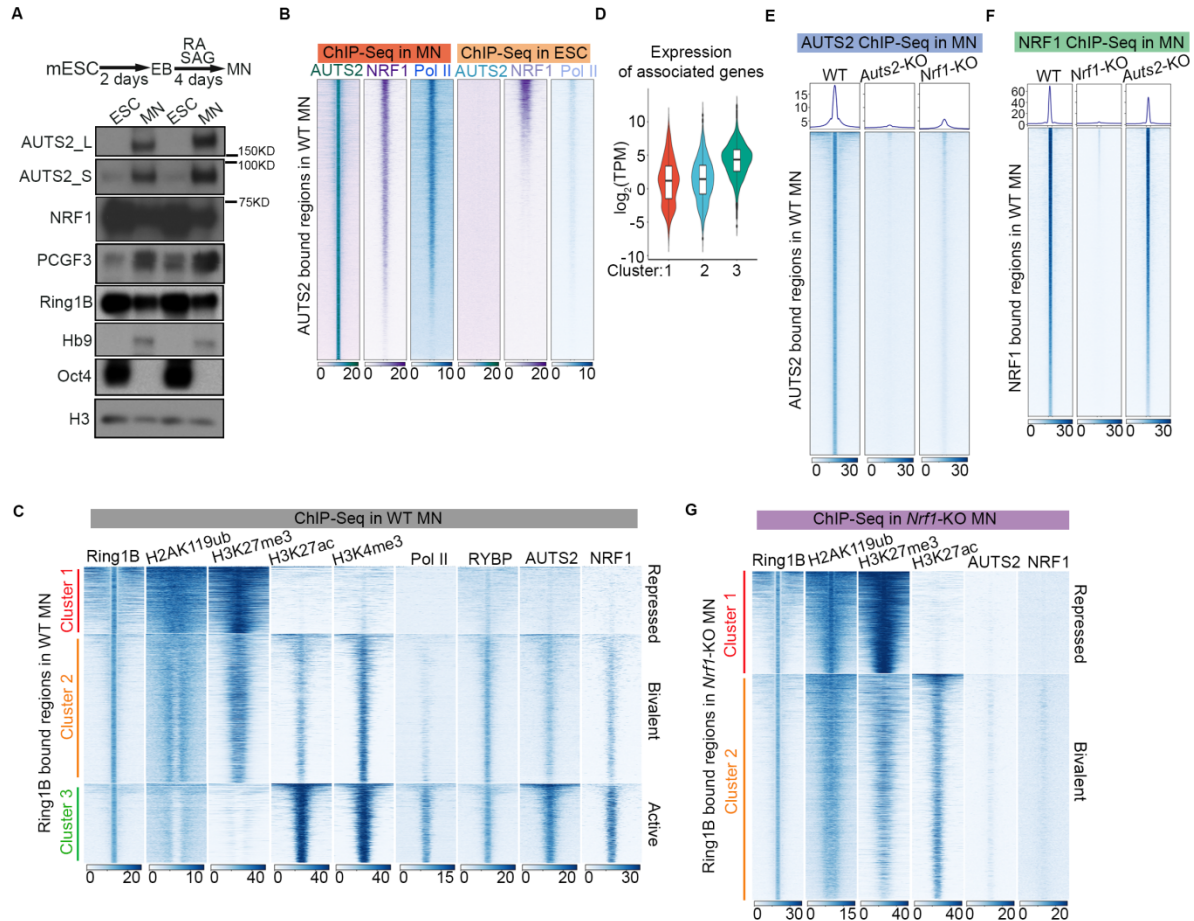 A
RA
SAG
mESC EB MN
2 days 4 days
ESC MN ESC MN
AUTS2_L
150KD
100KD
AUTS2_S
75KD
NRF1
PCGF3
Ring1B
Hb9
Oct4
H3
B
ChIP-Seq in MN ChIP-Seq in ESC
AUTS2 NRF1 Pol II AUTS2 NRF1 Pol II
AUTS2 bound regions in WT MN
0 20 0 20 0 10 0 20 0 20 0 10
D
Expression
of associated genes
log2(TPM)
10
5
0
-5
-10
Cluster: 1 2 3
E
AUTS2 ChIP-Seq in MN
WT Auts2-KO Nrf1-KO
15
10
5
AUTS2 bound regions in WT MN
0 30 0 30 0 30
F
NRF1 ChIP-Seq in MN
WT Nrf1-KO Auts2-KO
60
40
20
0
NRF1 bound regions in WT MN
0 30 0 30 0 30
C
ChIP-Seq in WT MN
Ring1B H2AK119ub H3K27me3 H3K27ac H3K4me3 Pol II RYBP AUTS2 NRF1
Ring1B bound regions in WT MN
Cluster 1
Cluster 2
Cluster 3
Repressed
Bivalent
Active
0 20 0 10 0 40 0 40 0 40 0 15 0 20 0 20 0 30
G
ChIP-Seq in Nrf1-KO MN
Ring1B H2AK119ub H3K27me3 H3K27ac AUTS2 NRF1
Ring1B bound regions in Nrf1-KO MN
Cluster 1
Cluster 2
Repressed
Bivalent
0 30 0 15 0 40 0 40 0 20 0 20